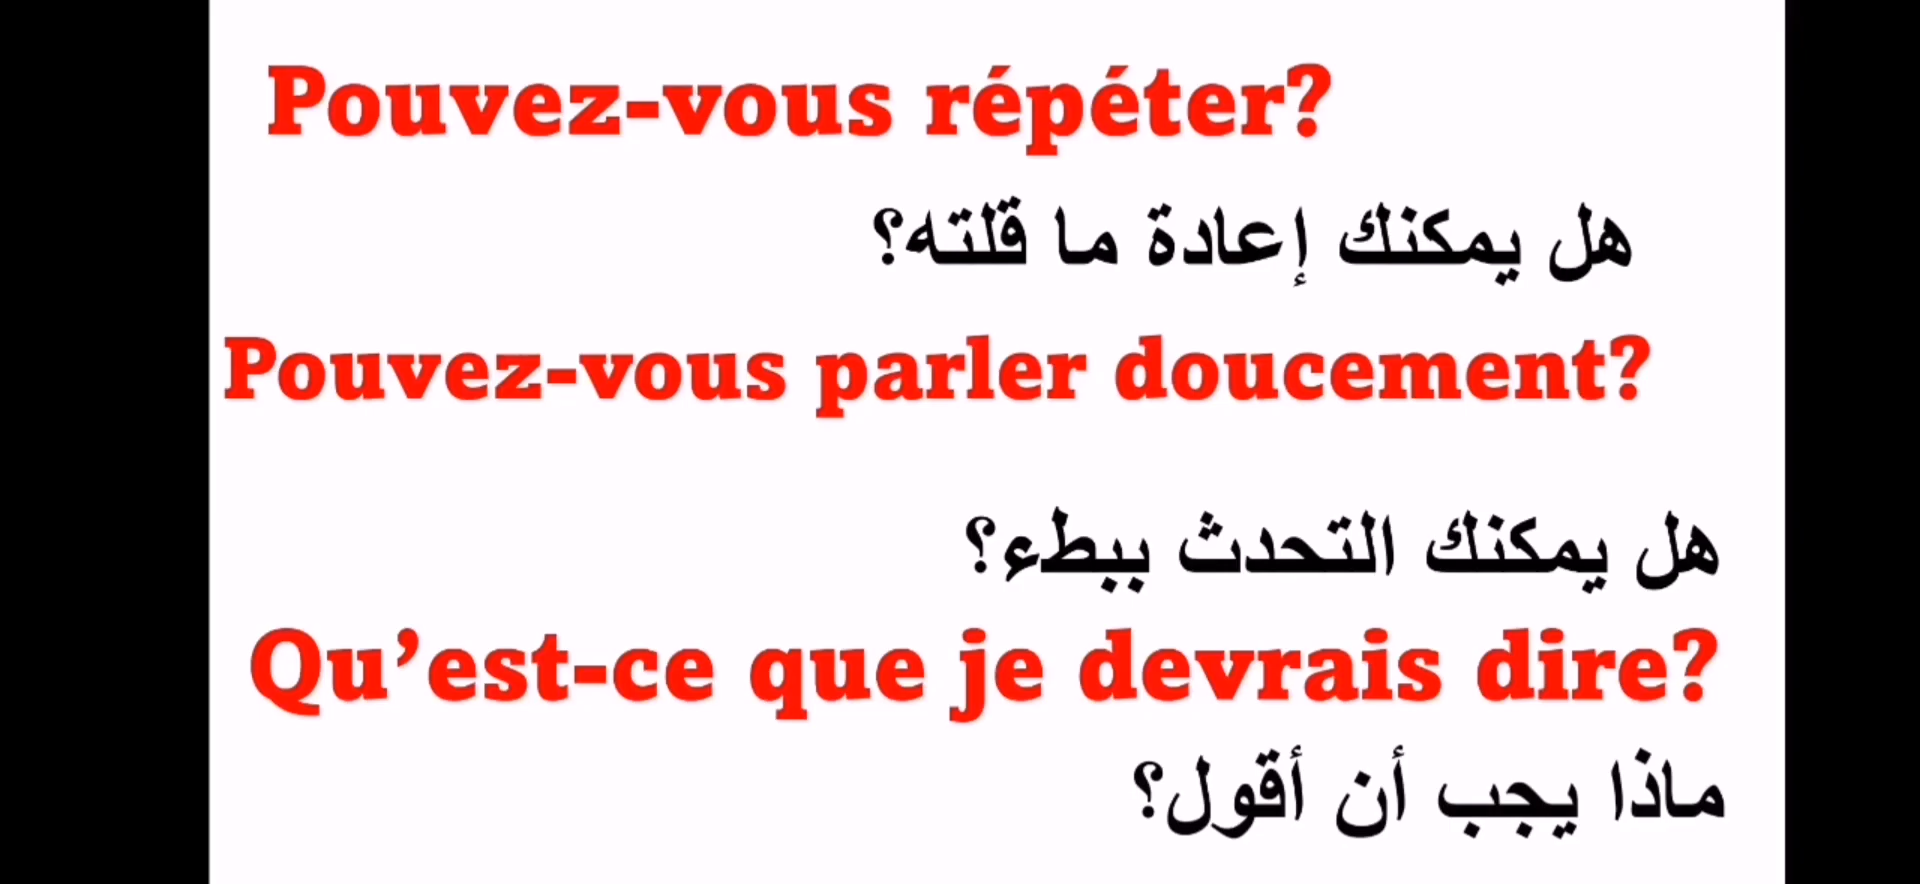 Pouvez-vous répéter?
هل يمكنك إعادة ما قلته؟
Pouvez-vous parler doucement?
هل يمكنك التحدث ببطء؟
Qu’est-ce que je devrais dire?
ماذا يجب أن أقول؟